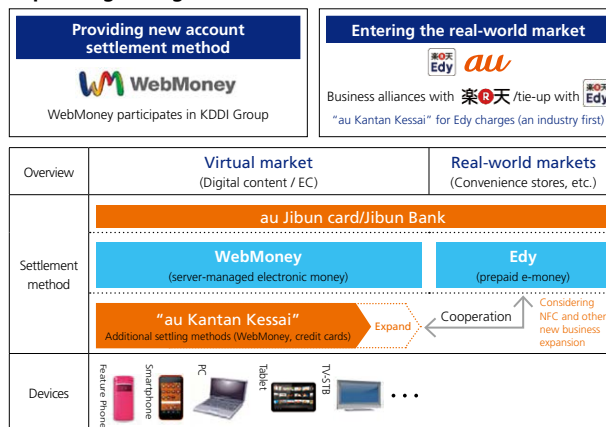 Providing new account
settlement method
WebMoney
WebMoney participates in KDDI Group
Entering the real-world market
楽天
Edy
au
Business alliances with 楽R天 /tie-up with 楽天 Edy
“au Kantan Kessai” for Edy charges (an industry first)
Overview
Virtual market
(Digital content / EC)
Real-world markets
(Convenience stores, etc.)
Settlement
method
au Jibun card/Jibun Bank
WebMoney
(server-managed electronic money)
Edy
(prepaid e-money)
“au Kantan Kessai”
Additional settling methods (WebMoney, credit cards)
Expand
Cooperation
Considering
NFC and other
new business
expansion
Devices
Feature Phone
Smartphone
PC
Tablet
TV-STB
• • •